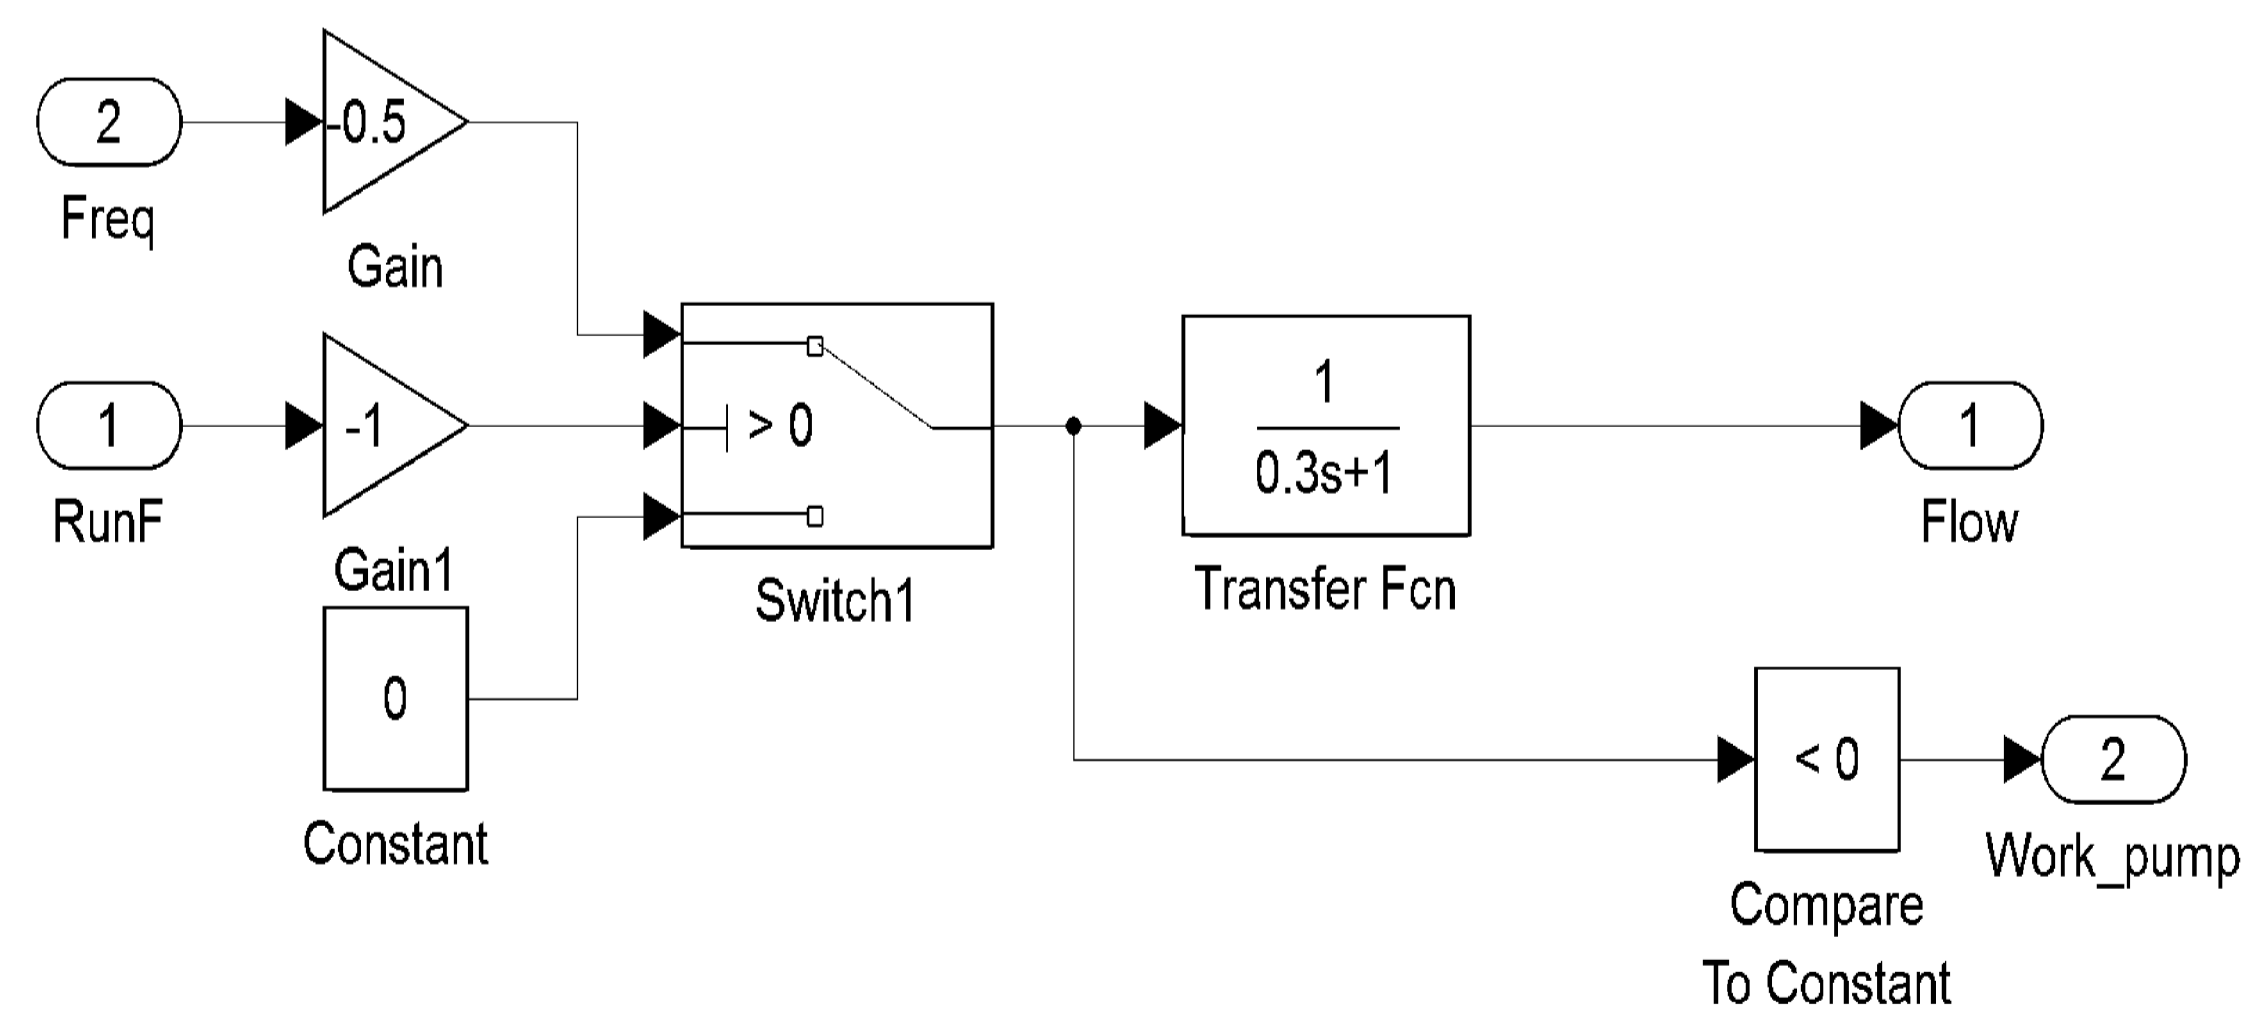 2
Freq
-0.5
Gain
1
RunF
-1
Gain1
0
Constant
> 0
Switch1
1
0.3s+1
Transfer Fcn
1
Flow
< 0
Compare
To Constant
2
Work_pump